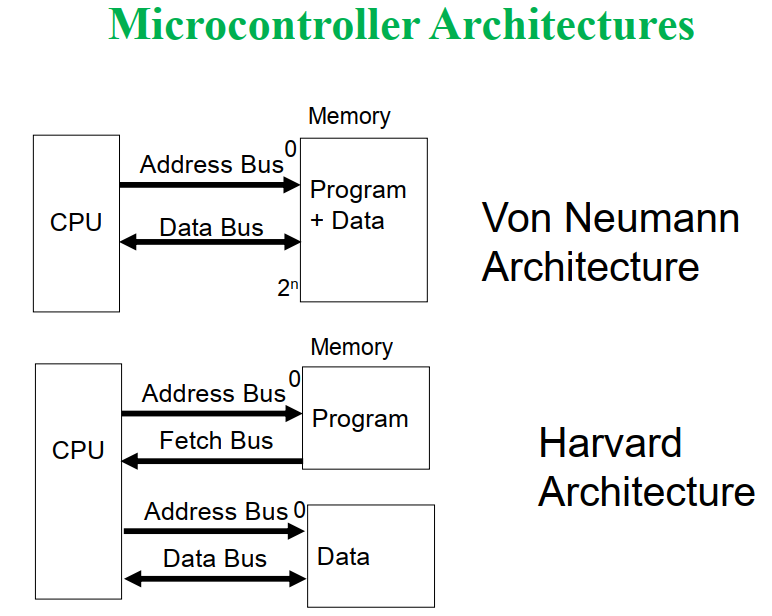 Microcontroller Architectures
Memory
0
Address Bus
CPU
Program
+ Data
Data Bus
2ⁿ
Von Neumann
Architecture
Memory
0
Address Bus
Program
Fetch Bus
CPU
Address Bus
0
Data Bus
Data
Harvard
Architecture